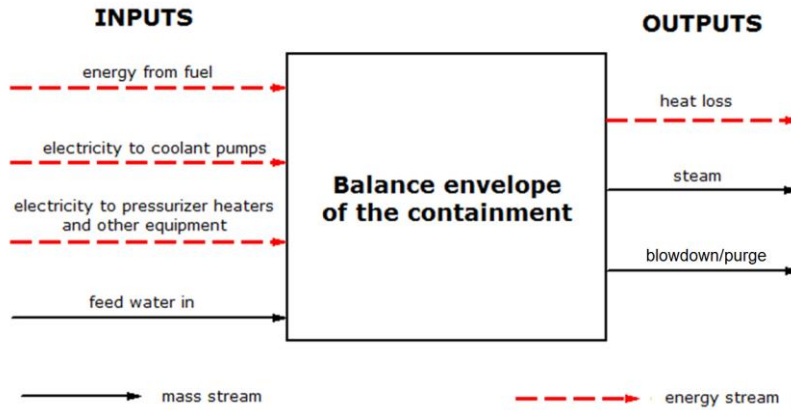 INPUTS
OUTPUTS
energy from fuel
heat loss
electricity to coolant pumps
steam
electricity to pressurizer heaters
and other equipment
Balance envelope
of the containment
blowdown/purge
feed water in
mass stream
energy stream